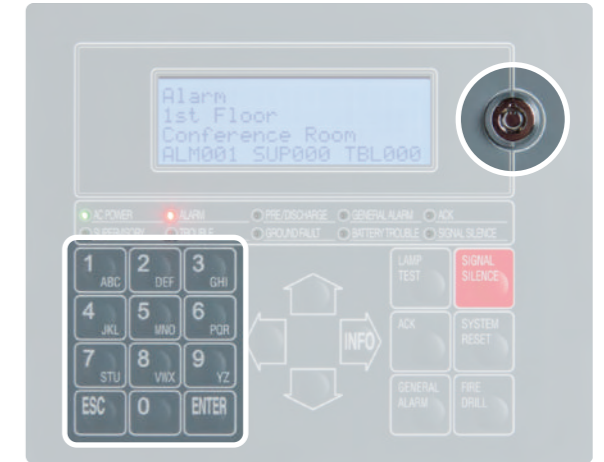 Alarm
1st Floor
Conference Room
ALM001 SUP000 TBL000
AC POWER ALARM PRE/DISCHARGE GENERAL ALARM AOX
SUPERVISORY TROUBLE GROUND FAULT BATTERY TROUBLE SIGNAL SILENCE
1 ABC 2 DEF 3 GHI
4 JKL 5 MNO 6 PQR
7 STU 8 VWX 9 YZ
ESC 0 ENTER
INFO
LAMP TEST
SIGNAL SILENCE
ACK
SYSTEM RESET
GENERAL ALARM
FIRE DRILL